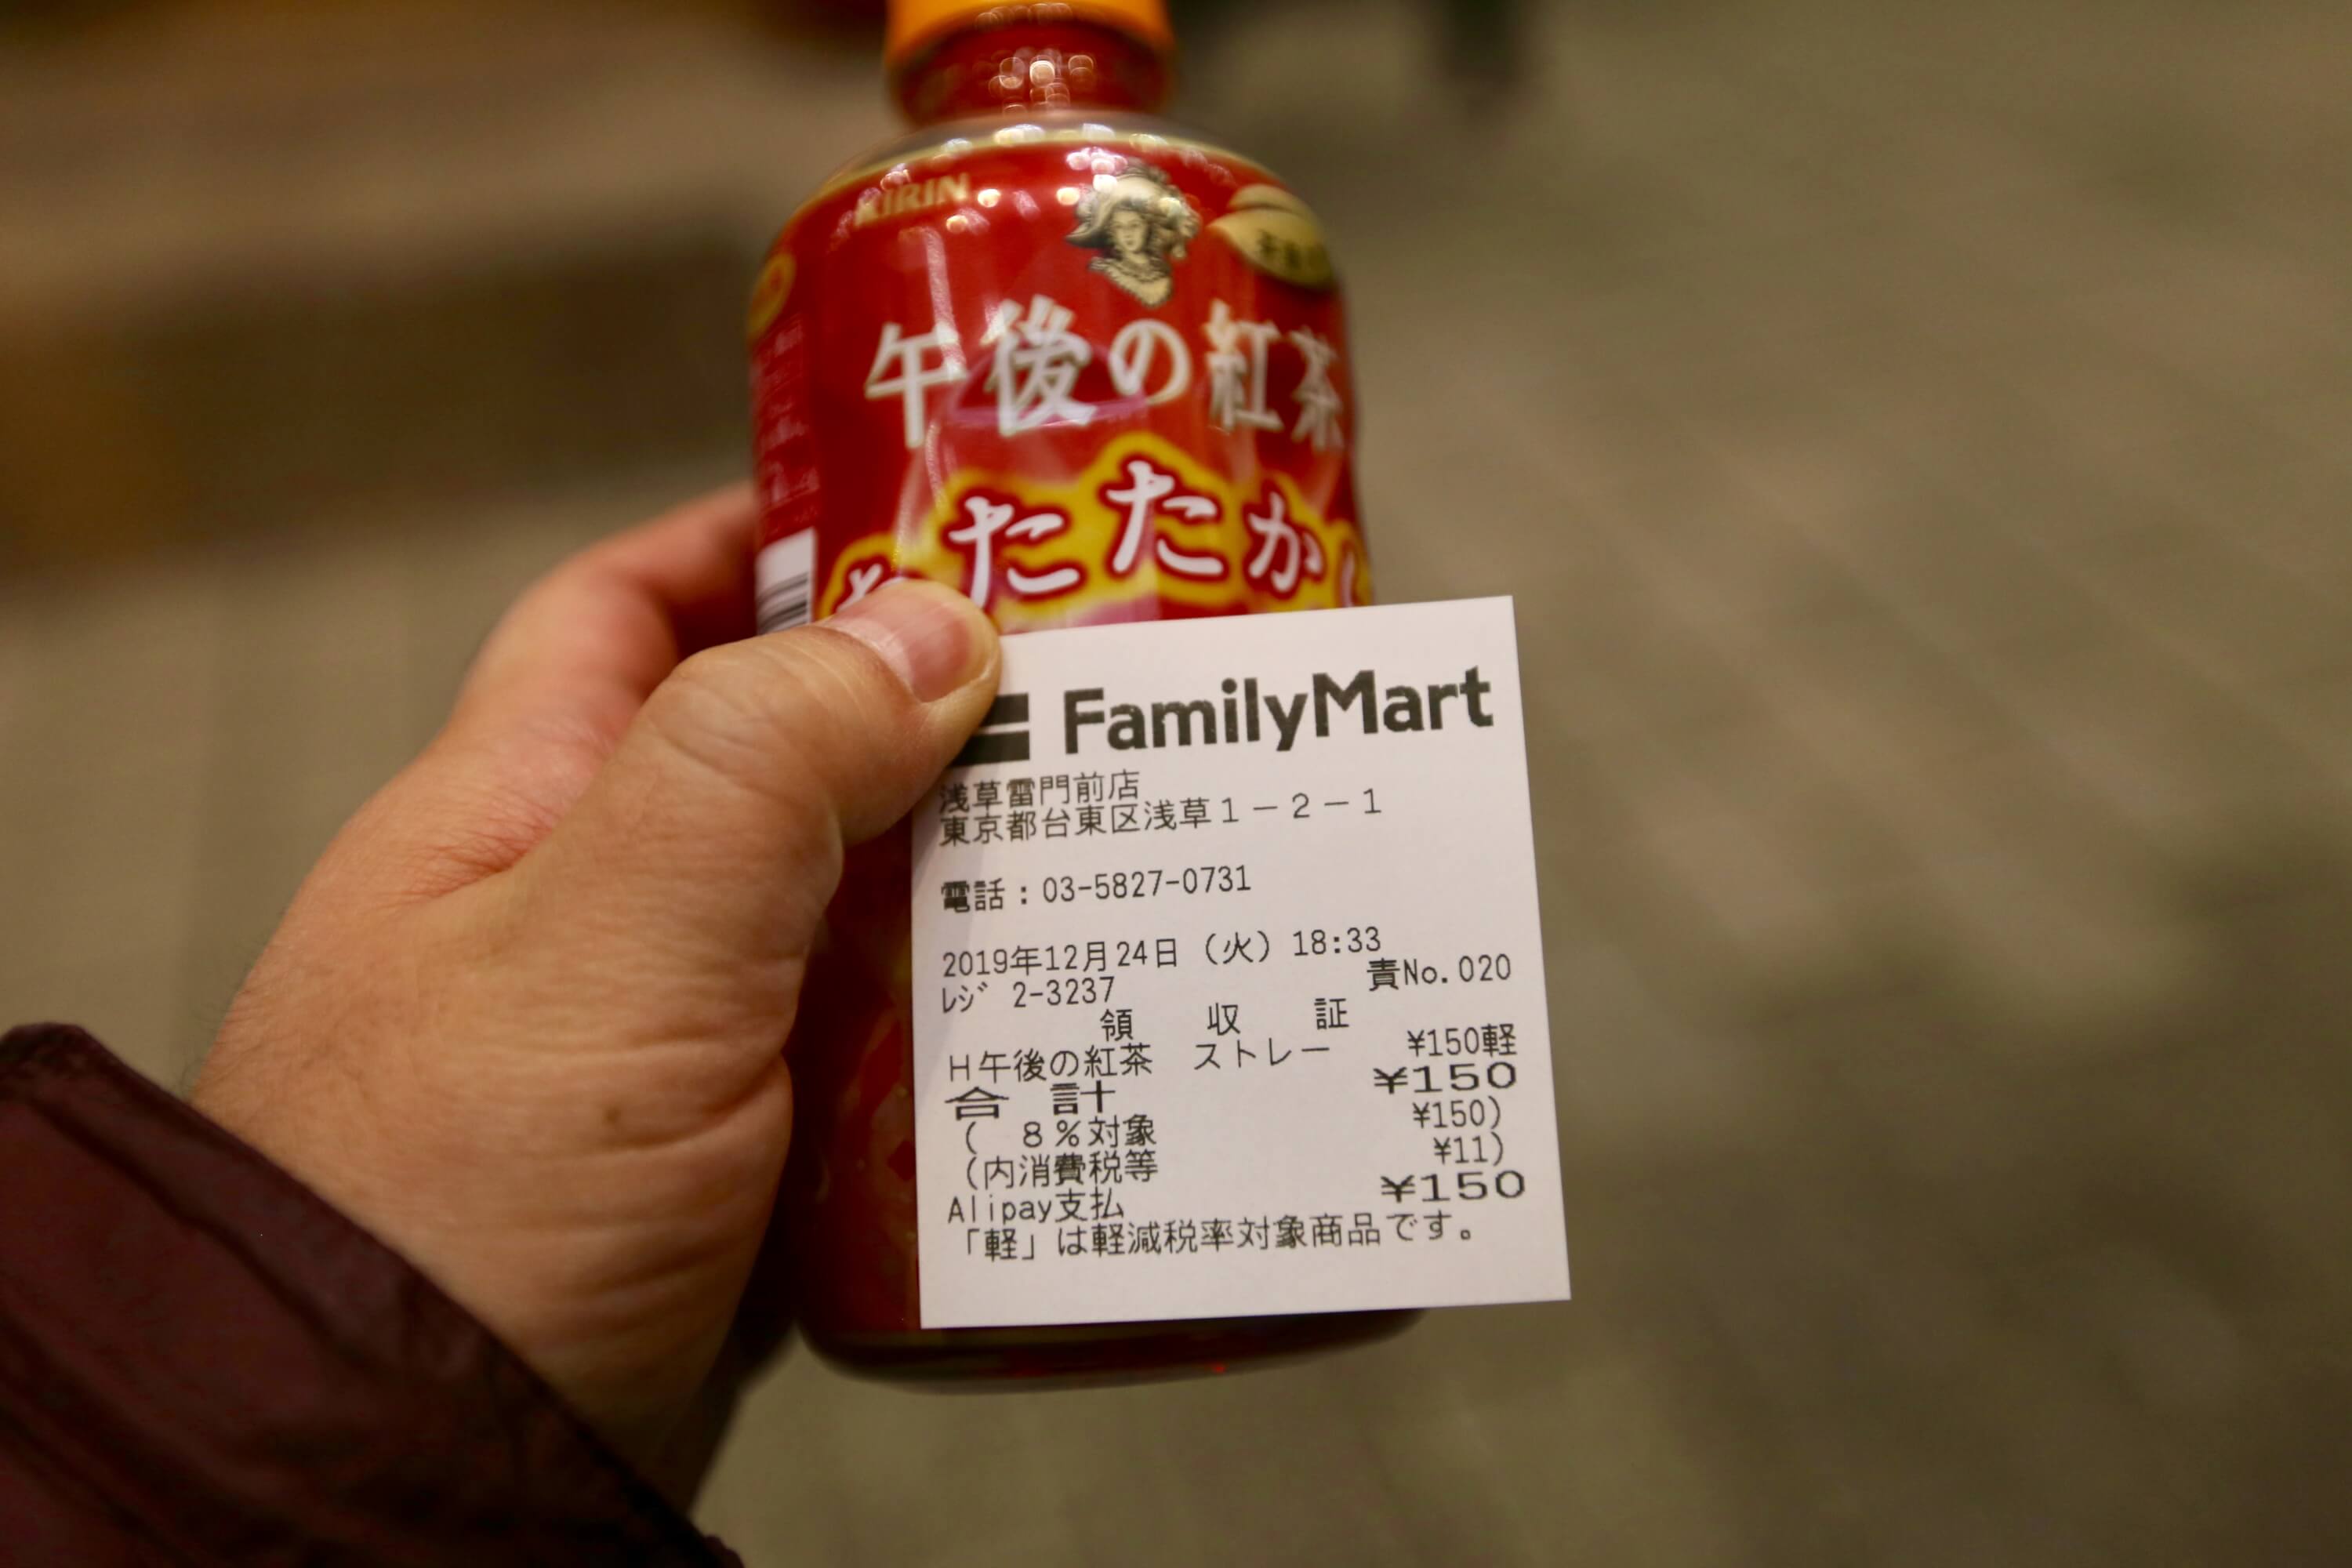 KIRIN
午後の紅茶
たたか
FamilyMart
浅草雷門前店
東京都台東区浅草1-2-1
電話:03-5827-0731
2019年12月24日(火)18:33
レジ 2-3237 責No.020
領 収 証
H午後の紅茶 ストレー ¥150軽
合 計 ¥150
( 8%対象 ¥150)
(内消費税等 ¥11)
Alipay支払 ¥150
「軽」は軽減税率対象商品です。